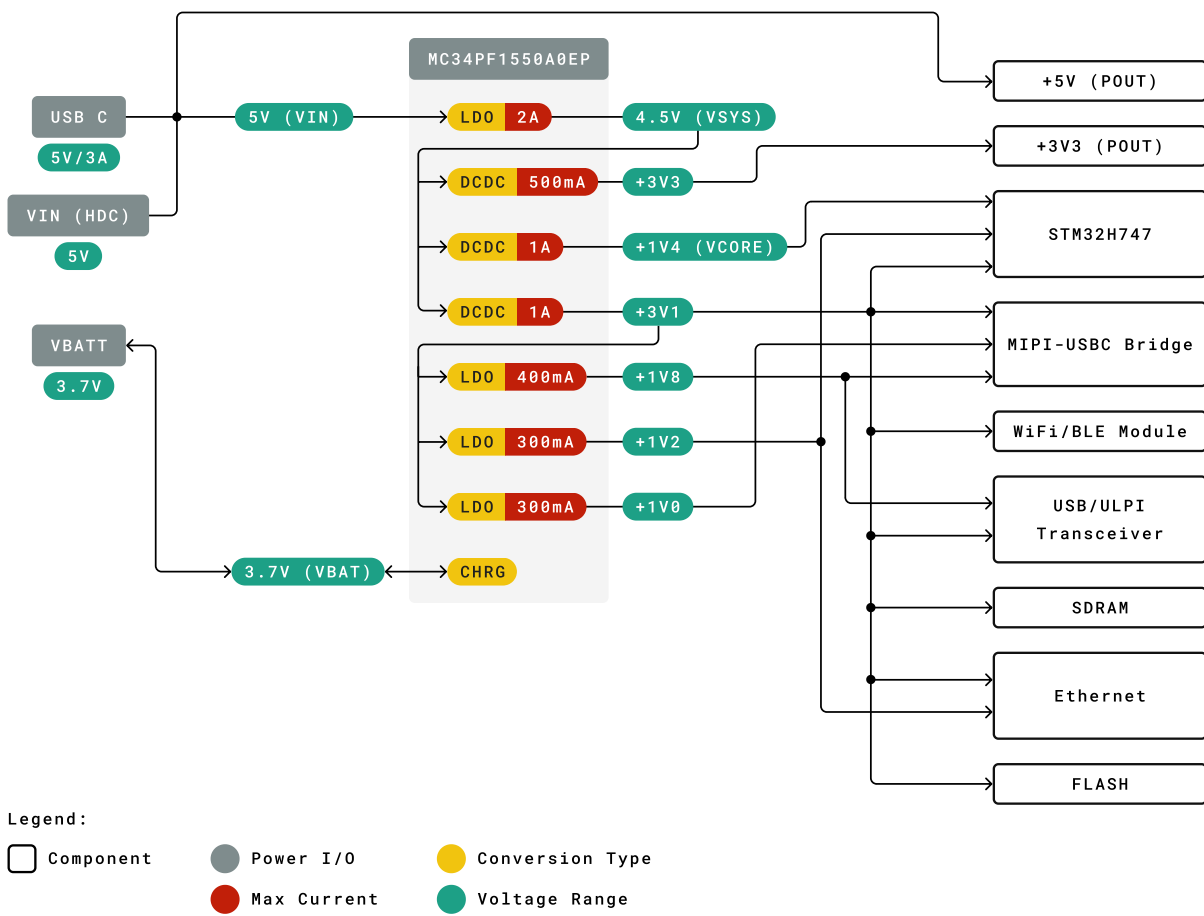 MC34PF1550A0EP
+5V (POUT)
USB C
5V (VIN)
LDO 2A
4.5V (VSYS)
5V/3A
+3V3 (POUT)
DCDC 500mA
+3V3
VIN (HDC)
STM32H747
5V
DCDC 1A
+1V4 (VCORE)
DCDC 1A
+3V1
VBATT
MIPI-USBC Bridge
3.7V
LDO 400mA
+1V8
WiFi/BLE Module
LDO 300mA
+1V2
LDO 300mA
+1V0
USB/ULPI
Transceiver
3.7V (VBAT)
CHRG
SDRAM
Ethernet
FLASH
Legend:
Component
Power I/O
Conversion Type
Max Current
Voltage Range